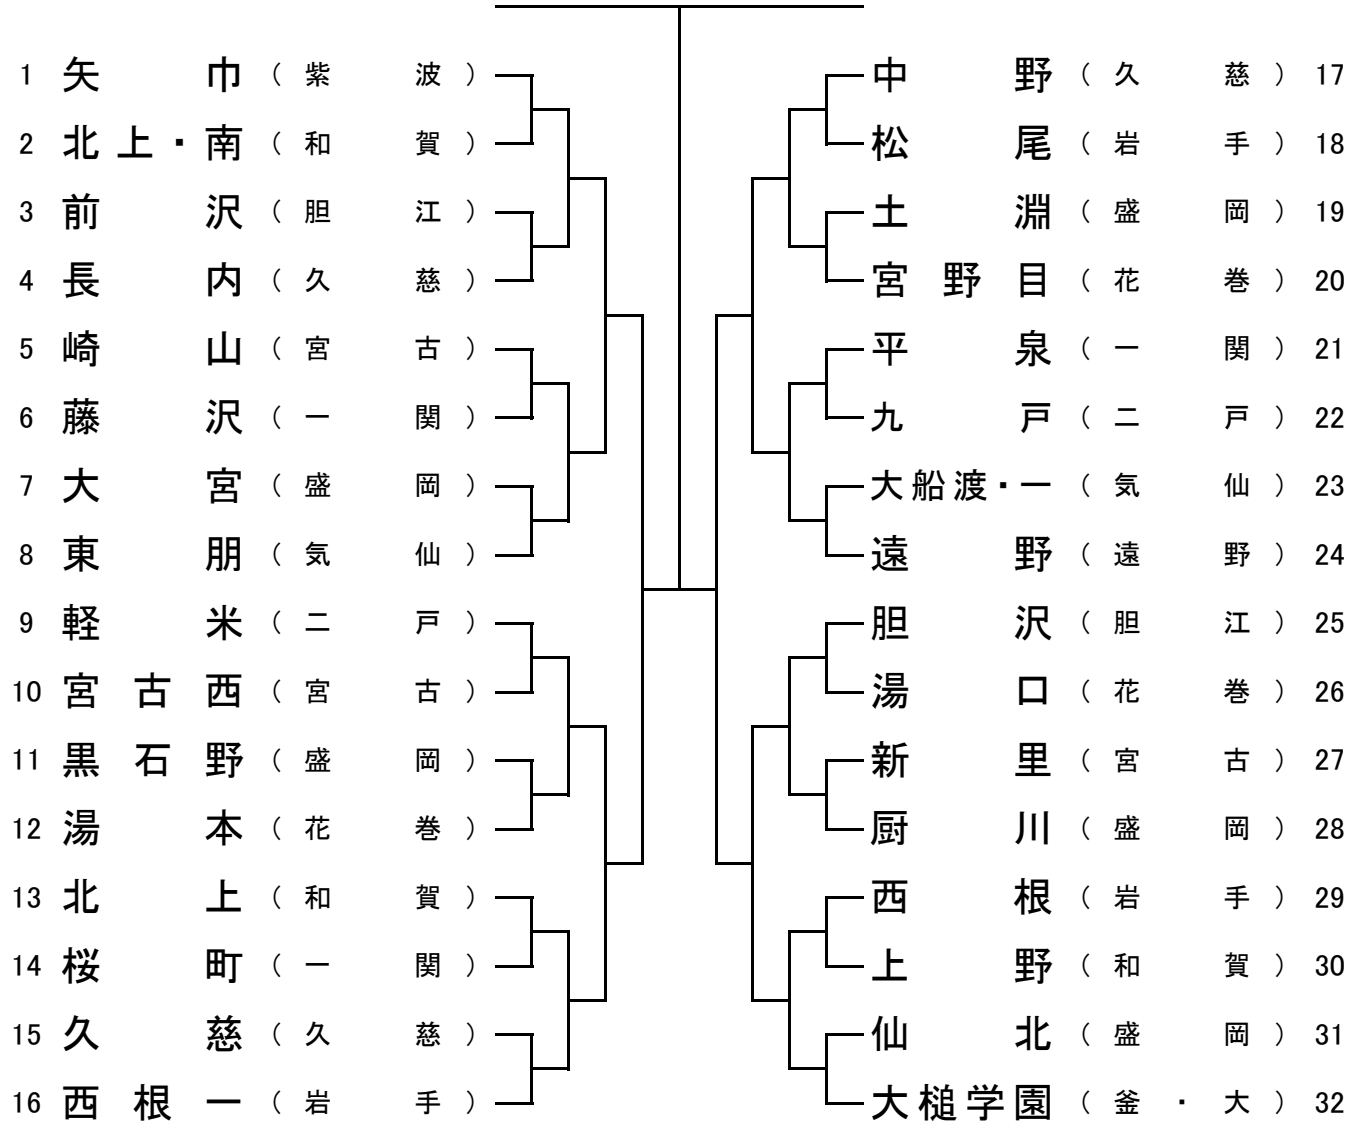 1 矢巾 （ 紫波 ）
2 北上・南 （ 和賀 ）
3 前沢 （ 胆江 ）
4 長内 （ 久慈 ）
5 崎山 （ 宮古 ）
6 藤沢 （ 一関 ）
7 大宮 （ 盛岡 ）
8 東朋 （ 気仙 ）
9 軽米 （ 二戸 ）
10 宮古西 （ 宮古 ）
11 黒石野 （ 盛岡 ）
12 湯本 （ 花巻 ）
13 北上 （ 和賀 ）
14 桜町 （ 一関 ）
15 久慈 （ 久慈 ）
16 西根一 （ 岩手 ）
中野 （ 久慈 ） 17
松尾 （ 岩手 ） 18
土淵 （ 盛岡 ） 19
宮野目 （ 花巻 ） 20
平泉 （ 一関 ） 21
九戸 （ 二戸 ） 22
大船渡・一 （ 気仙 ） 23
遠野 （ 遠野 ） 24
胆沢 （ 胆江 ） 25
湯口 （ 花巻 ） 26
新里 （ 宮古 ） 27
厨川 （ 盛岡 ） 28
西根 （ 岩手 ） 29
上野 （ 和賀 ） 30
仙北 （ 盛岡 ） 31
大槌学園 （ 釜・大 ） 32